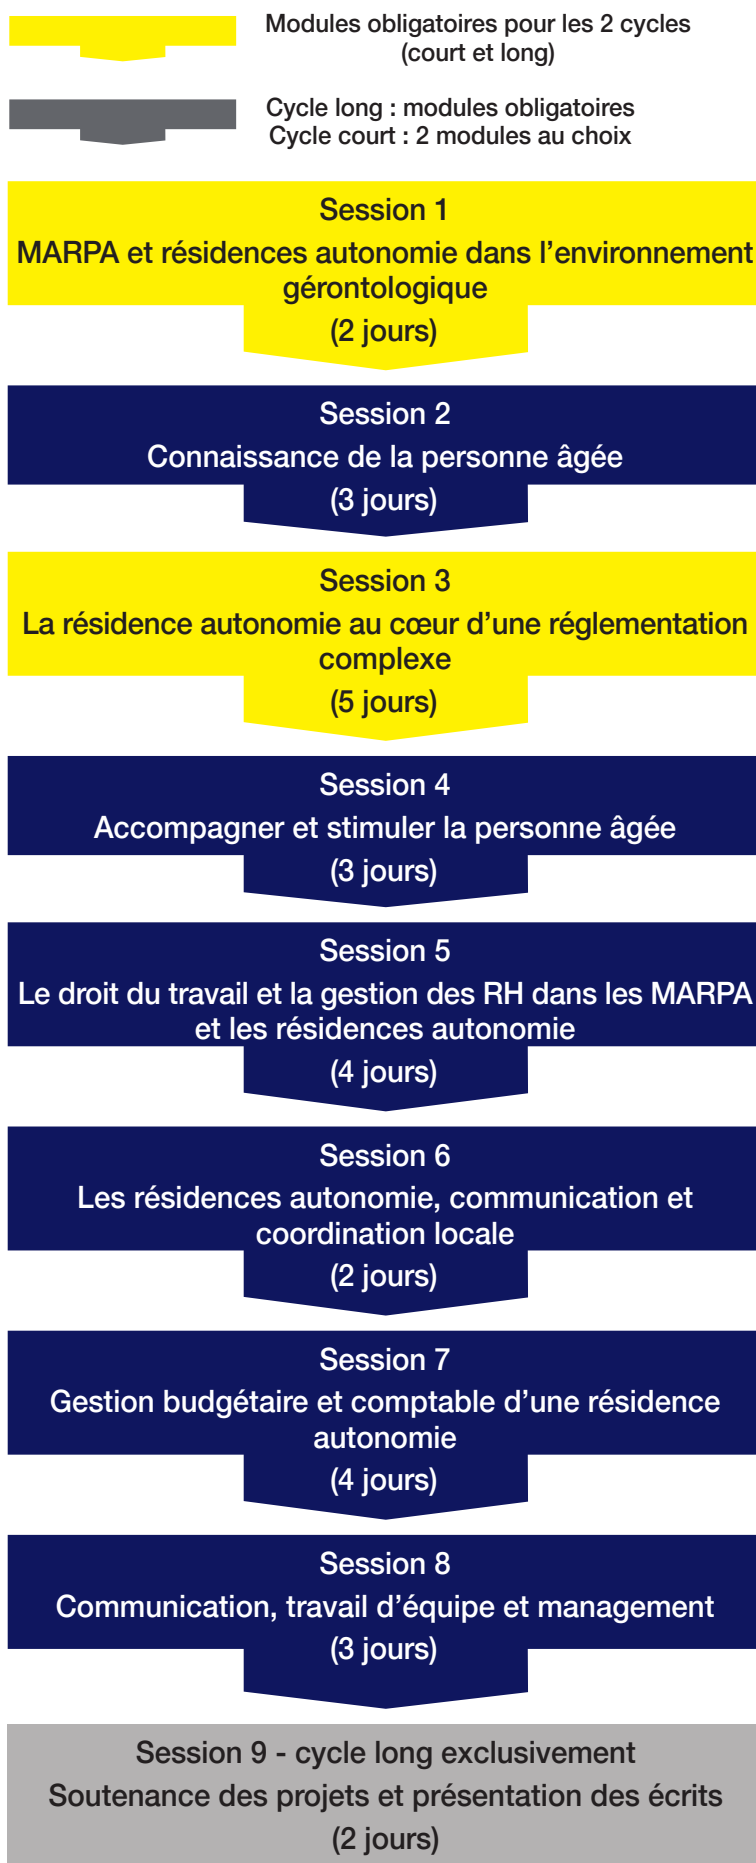 Modules obligatoires pour les 2 cycles
(court et long)
Cycle long : modules obligatoires
Cycle court : 2 modules au choix
Session 1
MARPA et résidences autonomie dans l’environnement
gérontologique
(2 jours)
Session 2
Connaissance de la personne âgée
(3 jours)
Session 3
La résidence autonomie au cœur d’une réglementation
complexe
(5 jours)
Session 4
Accompagner et stimuler la personne âgée
(3 jours)
Session 5
Le droit du travail et la gestion des RH dans les MARPA
et les résidences autonomie
(4 jours)
Session 6
Les résidences autonomie, communication et
coordination locale
(2 jours)
Session 7
Gestion budgétaire et comptable d’une résidence
autonomie
(4 jours)
Session 8
Communication, travail d’équipe et management
(3 jours)
Session 9 - cycle long exclusivement
Soutenance des projets et présentation des écrits
(2 jours)